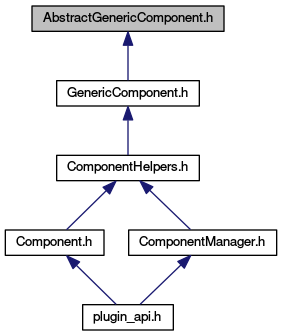 AbstractGenericComponent.h
GenericComponent.h
ComponentHelpers.h
Component.h
ComponentManager.h
plugin_api.h